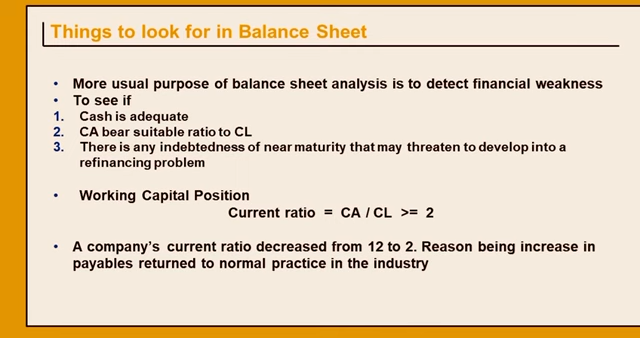 Things to look for in Balance Sheet
• More usual purpose of balance sheet analysis is to detect financial weakness
• To see if
1. Cash is adequate
2. CA bear suitable ratio to CL
3. There is any indebtedness of near maturity that may threaten to develop into a
refinancing problem
• Working Capital Position
Current ratio = CA / CL >= 2
• A company's current ratio decreased from 12 to 2. Reason being increase in
payables returned to normal practice in the industry